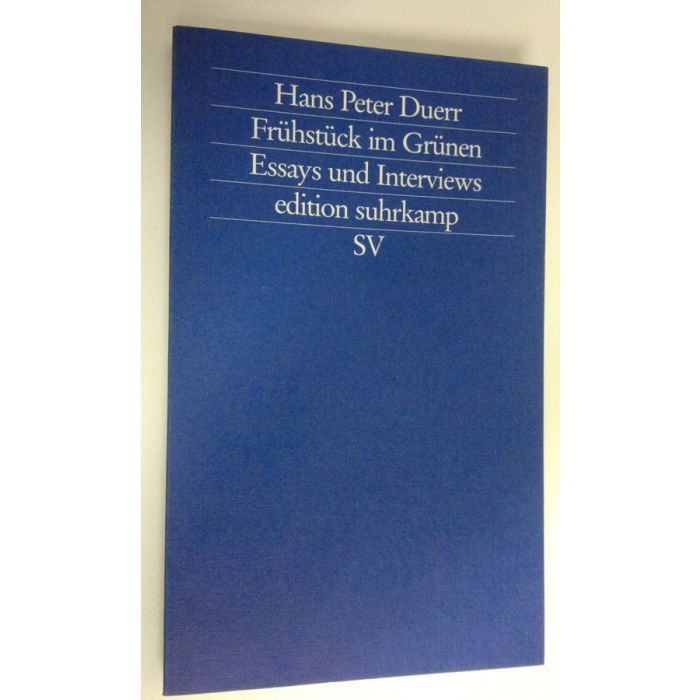 Hans Peter Duerr
Frühstück im Grünen
Essays und Interviews
edition suhrkamp
SV